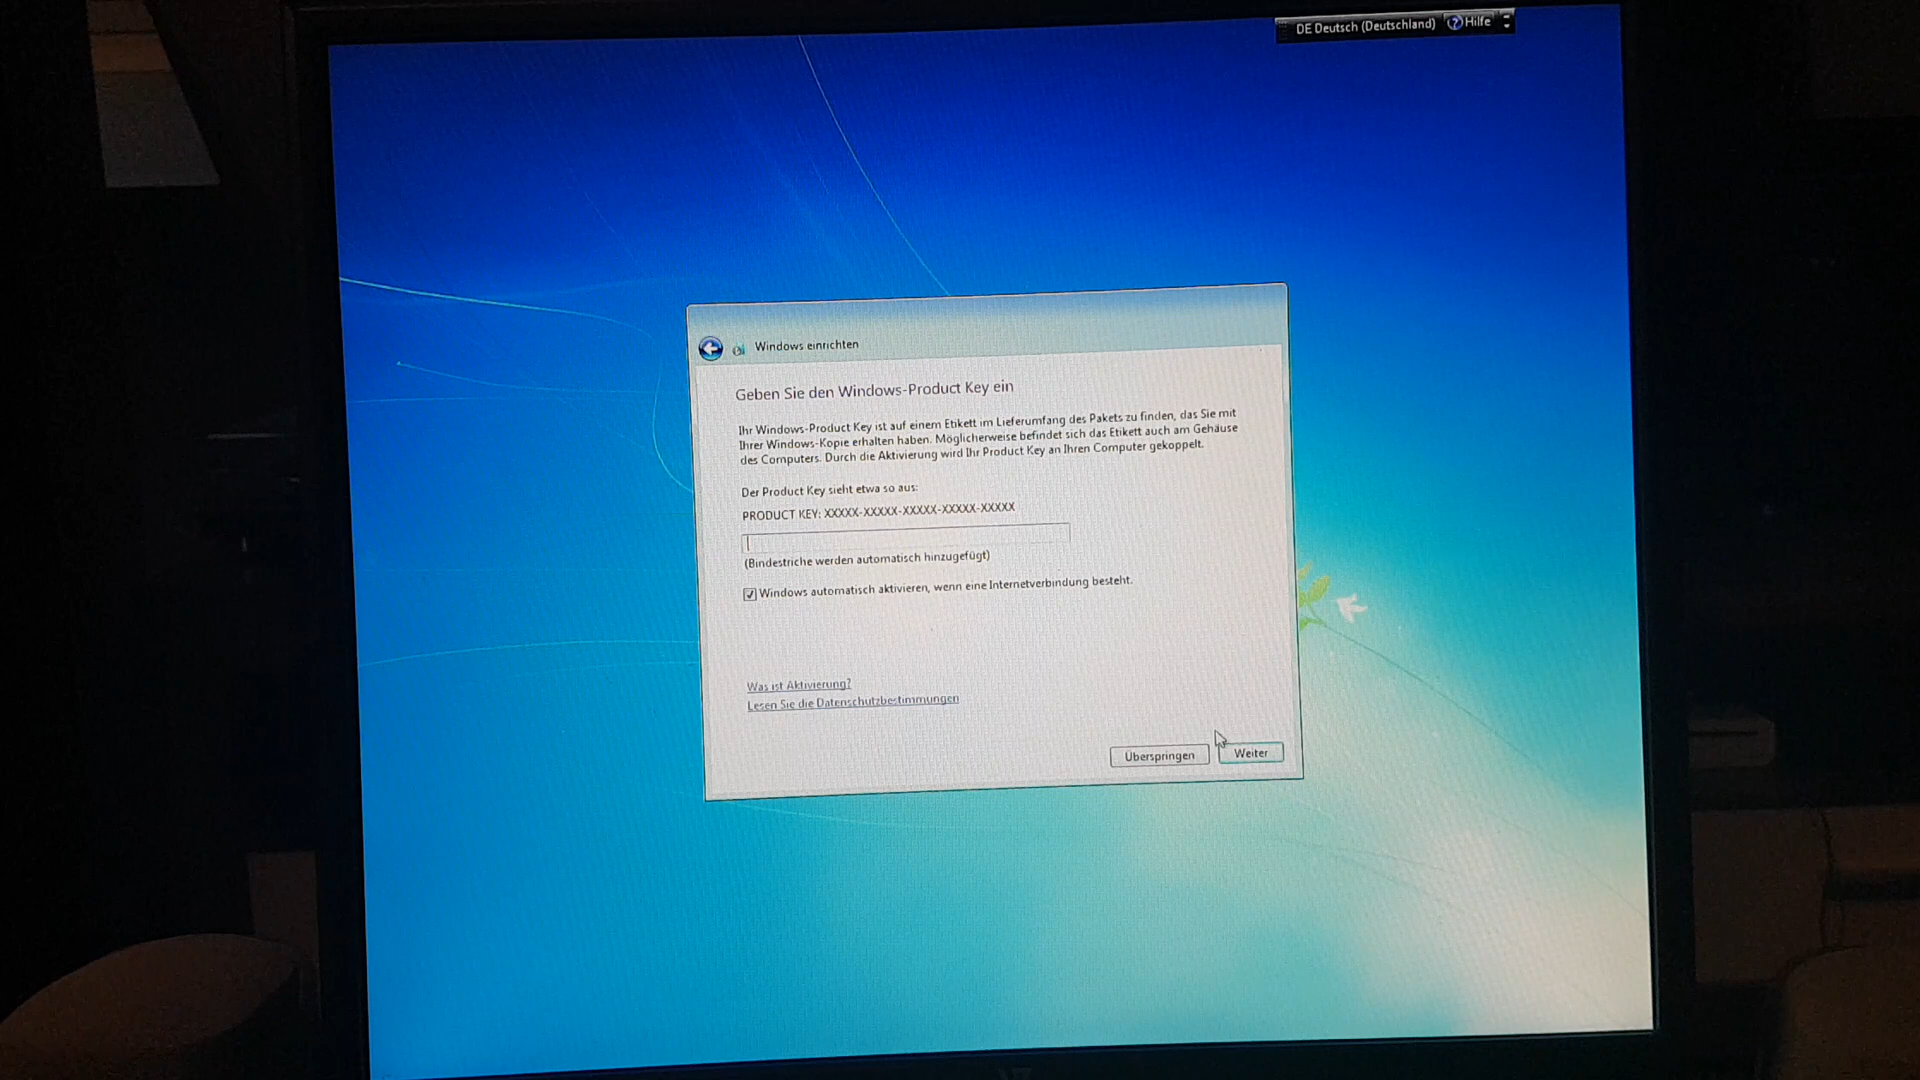 DE Deutsch (Deutschland) Hilfe
Windows einrichten
Geben Sie den Windows-Product Key ein
Ihr Windows-Product Key ist auf einem Etikett im Lieferumfang des Pakets zu finden, das Sie mit
Ihrer Windows-Kopie erhalten haben. Möglicherweise befindet sich das Etikett auch am Gehäuse
des Computers. Durch die Aktivierung wird Ihr Product Key an Ihren Computer gekoppelt.
Der Product Key sieht etwa so aus:
PRODUCT KEY: XXXXX-XXXXX-XXXXX-XXXXX-XXXXX
(Bindestriche werden automatisch hinzugefügt)
Windows automatisch aktivieren, wenn eine Internetverbindung besteht.
Was ist Aktivierung?
Lesen Sie die Datenschutzbestimmungen
Überspringen Weiter